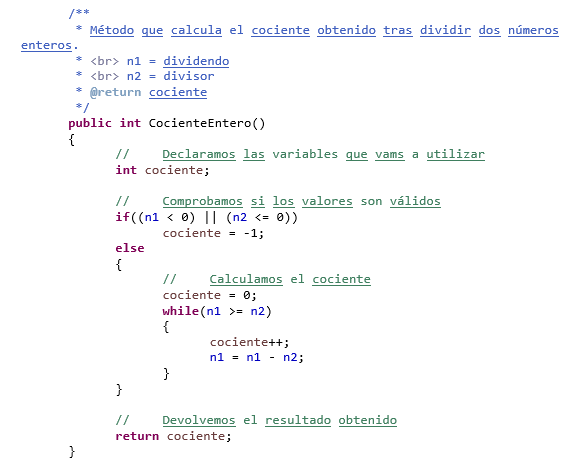 /**
 * Método que calcula el cociente obtenido tras dividir dos números
enteros.
 * <br> n1 = dividendo
 * <br> n2 = divisor
 * @return cociente
 */
public int CocienteEntero()
{
//    Declaramos las variables que vams a utilizar
int cociente;
//    Comprobamos si los valores son válidos
if((n1 < 0) || (n2 <= 0))
cociente = -1;
else
{
//    Calculamos el cociente
cociente = 0;
while(n1 >= n2)
{
cociente++;
n1 = n1 - n2;
}
}
//    Devolvemos el resultado obtenido
return cociente;
}